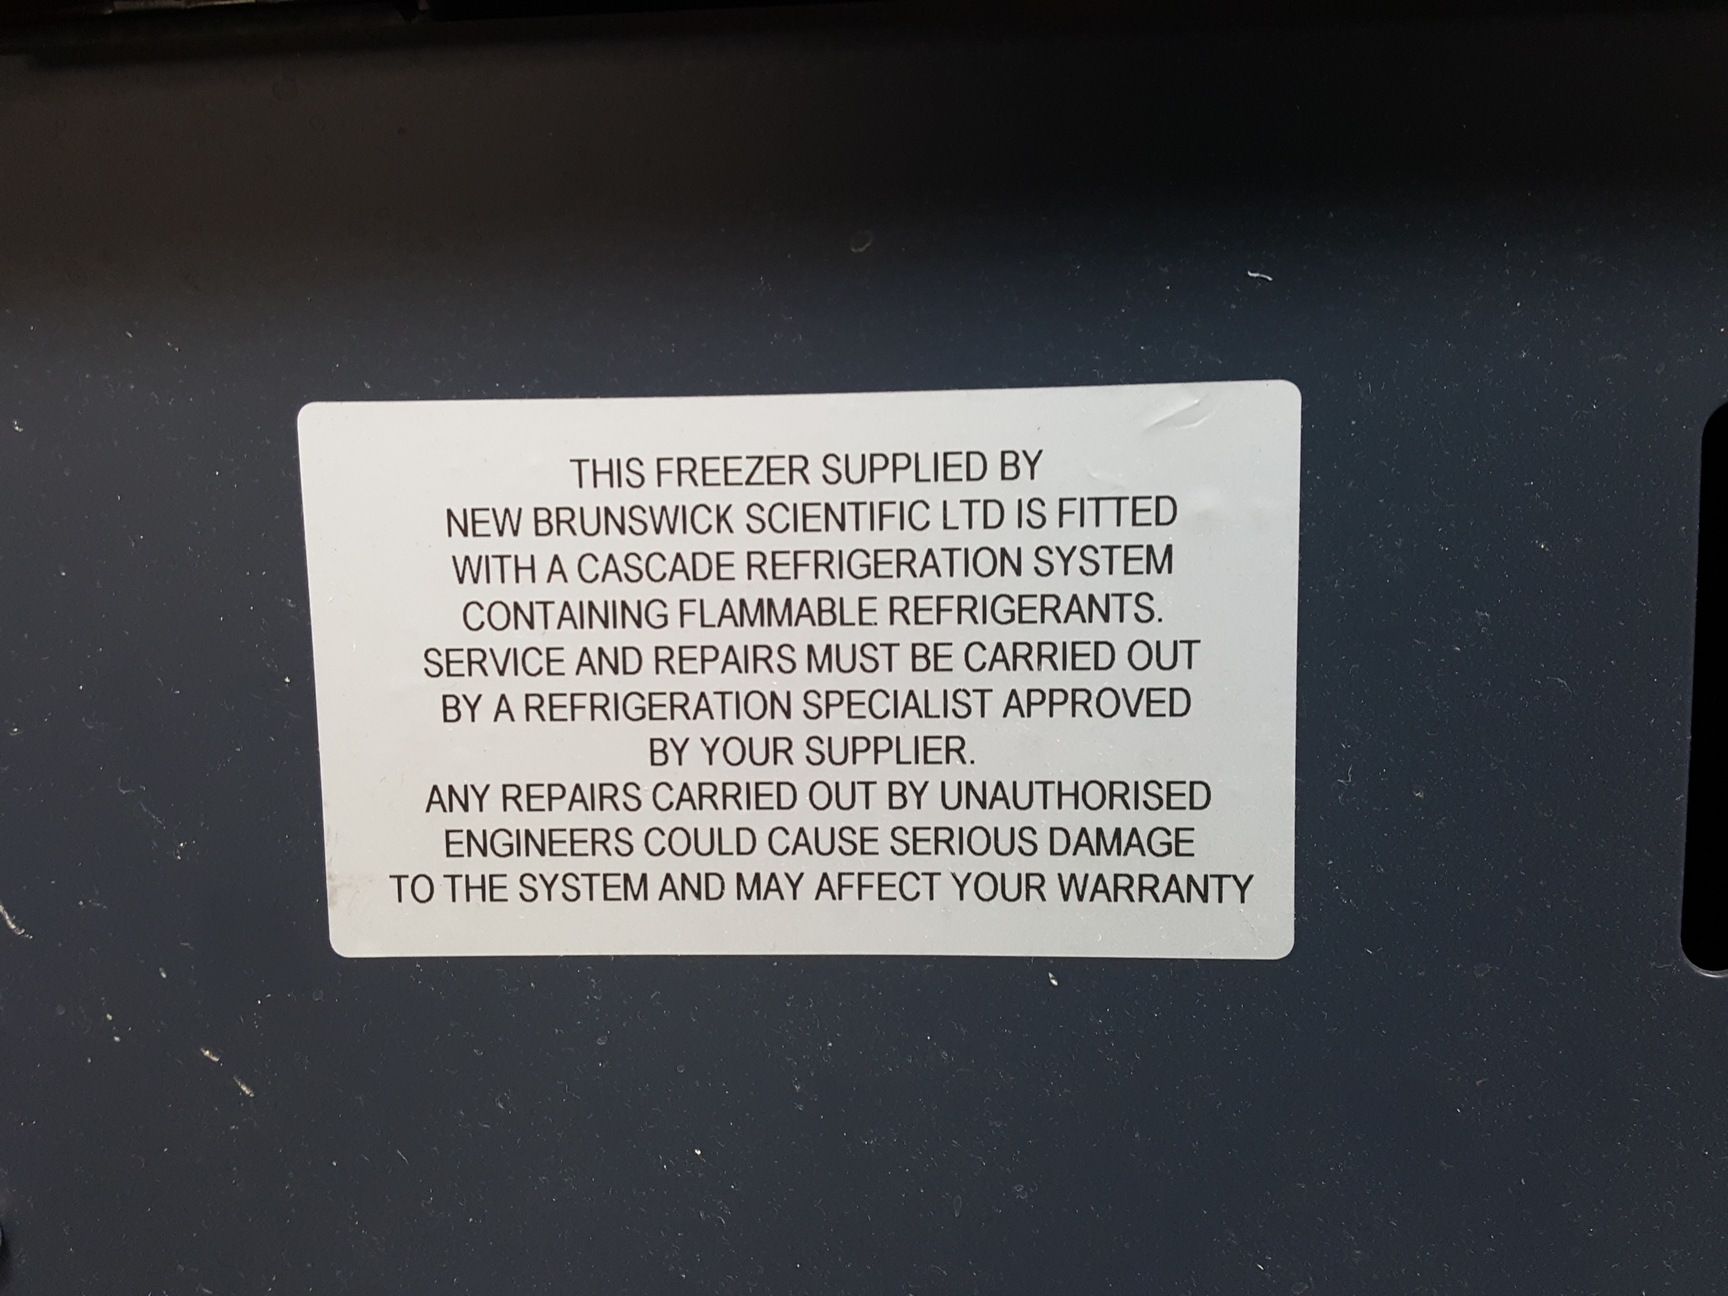 THIS FREEZER SUPPLIED BY
NEW BRUNSWICK SCIENTIFIC LTD IS FITTED
WITH A CASCADE REFRIGERATION SYSTEM
CONTAINING FLAMMABLE REFRIGERANTS.
SERVICE AND REPAIRS MUST BE CARRIED OUT
BY A REFRIGERATION SPECIALIST APPROVED
BY YOUR SUPPLIER.
ANY REPAIRS CARRIED OUT BY UNAUTHORISED
ENGINEERS COULD CAUSE SERIOUS DAMAGE
TO THE SYSTEM AND MAY AFFECT YOUR WARRANTY